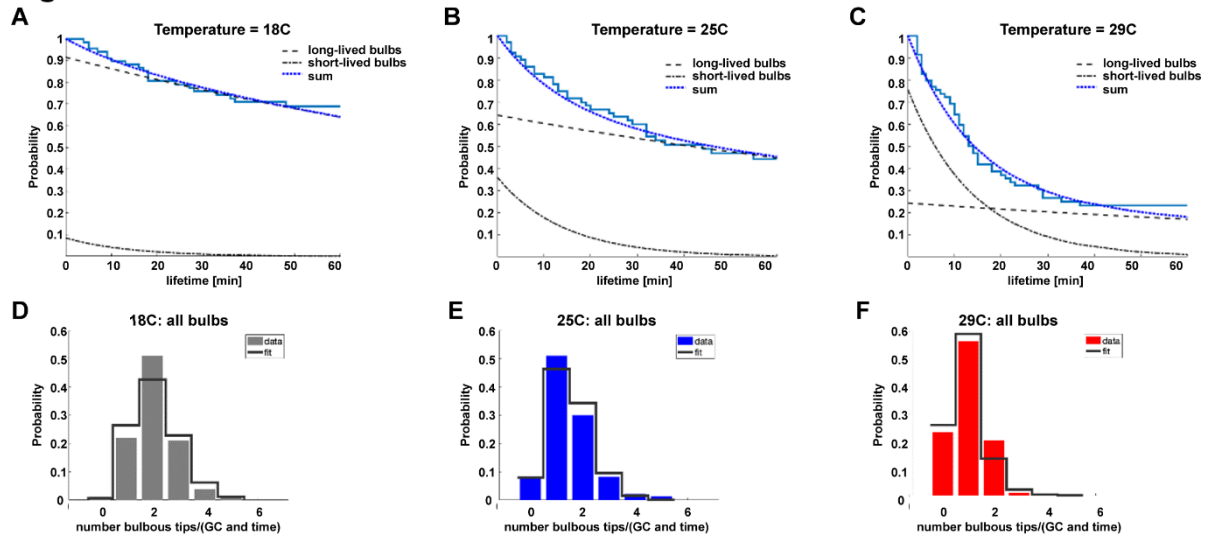 A
Temperature = 18C
1
0.9
0.8
0.7
0.6
0.5
0.4
0.3
0.2
0.1
Probability
long-lived bulbs
short-lived bulbs
sum
0 10 20 30 40 50 60
lifetime [min]
B
Temperature = 25C
1
0.9
0.8
0.7
0.6
0.5
0.4
0.3
0.2
0.1
Probability
long-lived bulbs
short-lived bulbs
sum
0 10 20 30 40 50 60
lifetime [min]
C
Temperature = 29C
1
0.9
0.8
0.7
0.6
0.5
0.4
0.3
0.2
0.1
Probability
long-lived bulbs
short-lived bulbs
sum
0 10 20 30 40 50 60
lifetime [min]
D
18C: all bulbs
0.6
0.5
0.4
0.3
0.2
0.1
0
Probability
data
fit
0 2 4 6
number bulbous tips/(GC and time)
E
25C: all bulbs
0.6
0.5
0.4
0.3
0.2
0.1
0
Probability
data
fit
0 2 4 6
number bulbous tips/(GC and time)
F
29C: all bulbs
0.6
0.5
0.4
0.3
0.2
0.1
0
Probability
data
fit
0 2 4 6
number bulbous tips/(GC and time)